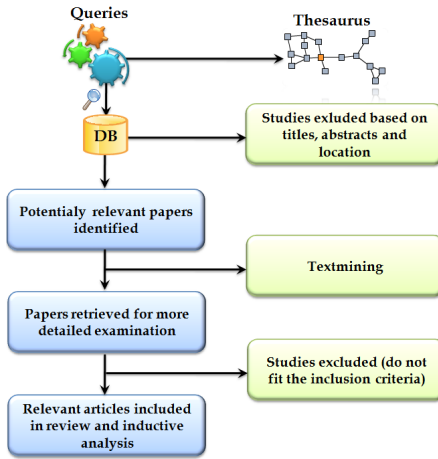 Queries
Thesaurus
DB
Studies exluded based on
titles, abstracts and
location
Potentialy relevant papers
identified
Textmining
Papers retrieved for more
detailed examination
Studies excluded (do not
fit the inclusion criteria)
Relevant articles included
in review and inductive
analysis